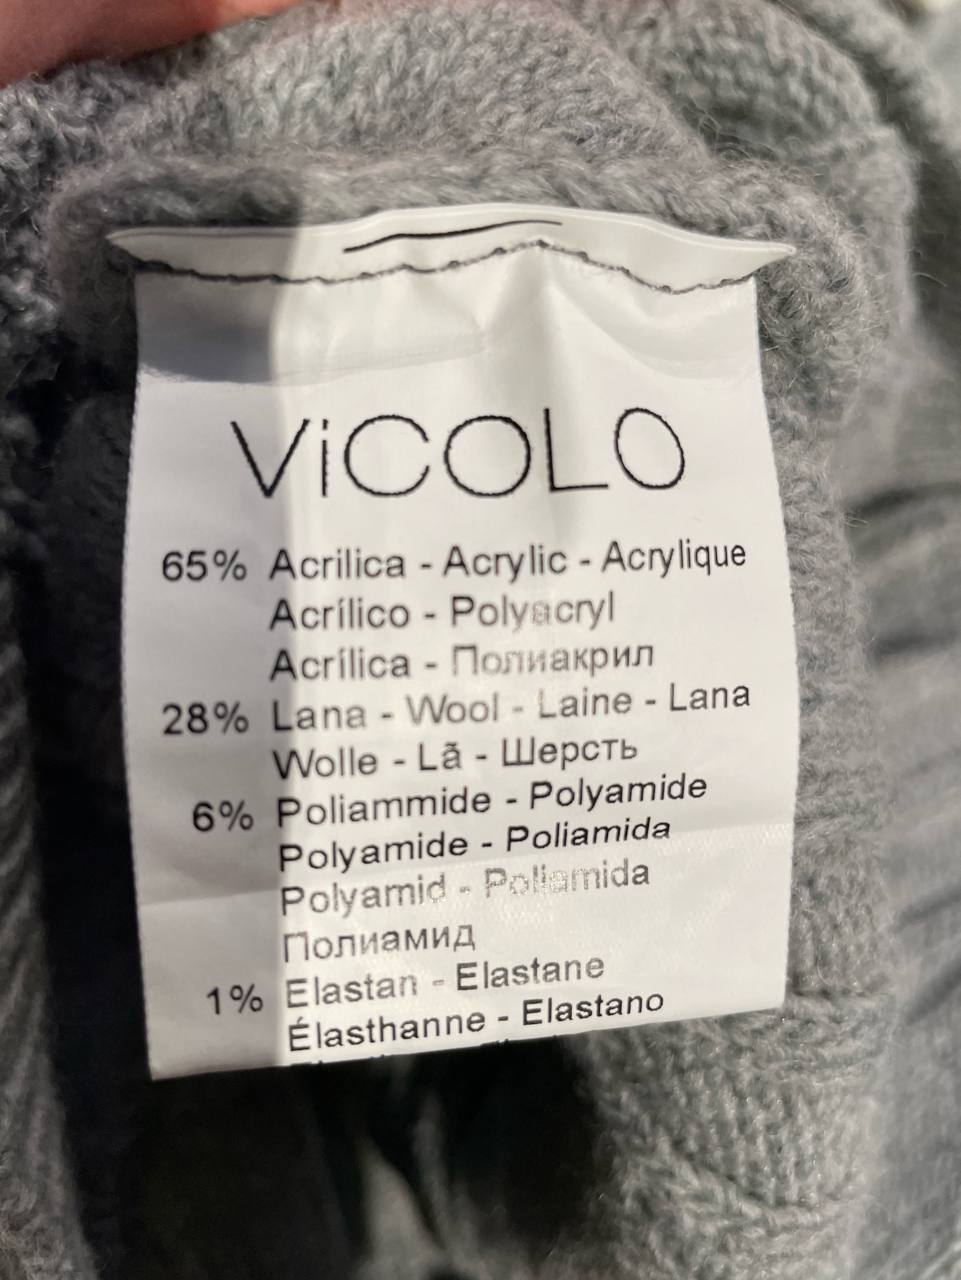 ViCOLO
65% Acrilica - Acrylic - Acrylique
Acrílico - Polyacryl
Acrílica - Полиакрил
28% Lana - Wool - Laine - Lana
Wolle - Lã - Шерсть
6% Poliammide - Polyamide
Polyamide - Poliamida
Polyamid - Poliamida
Полиамид
1% Elastan - Elastane
Élasthanne - Elastano